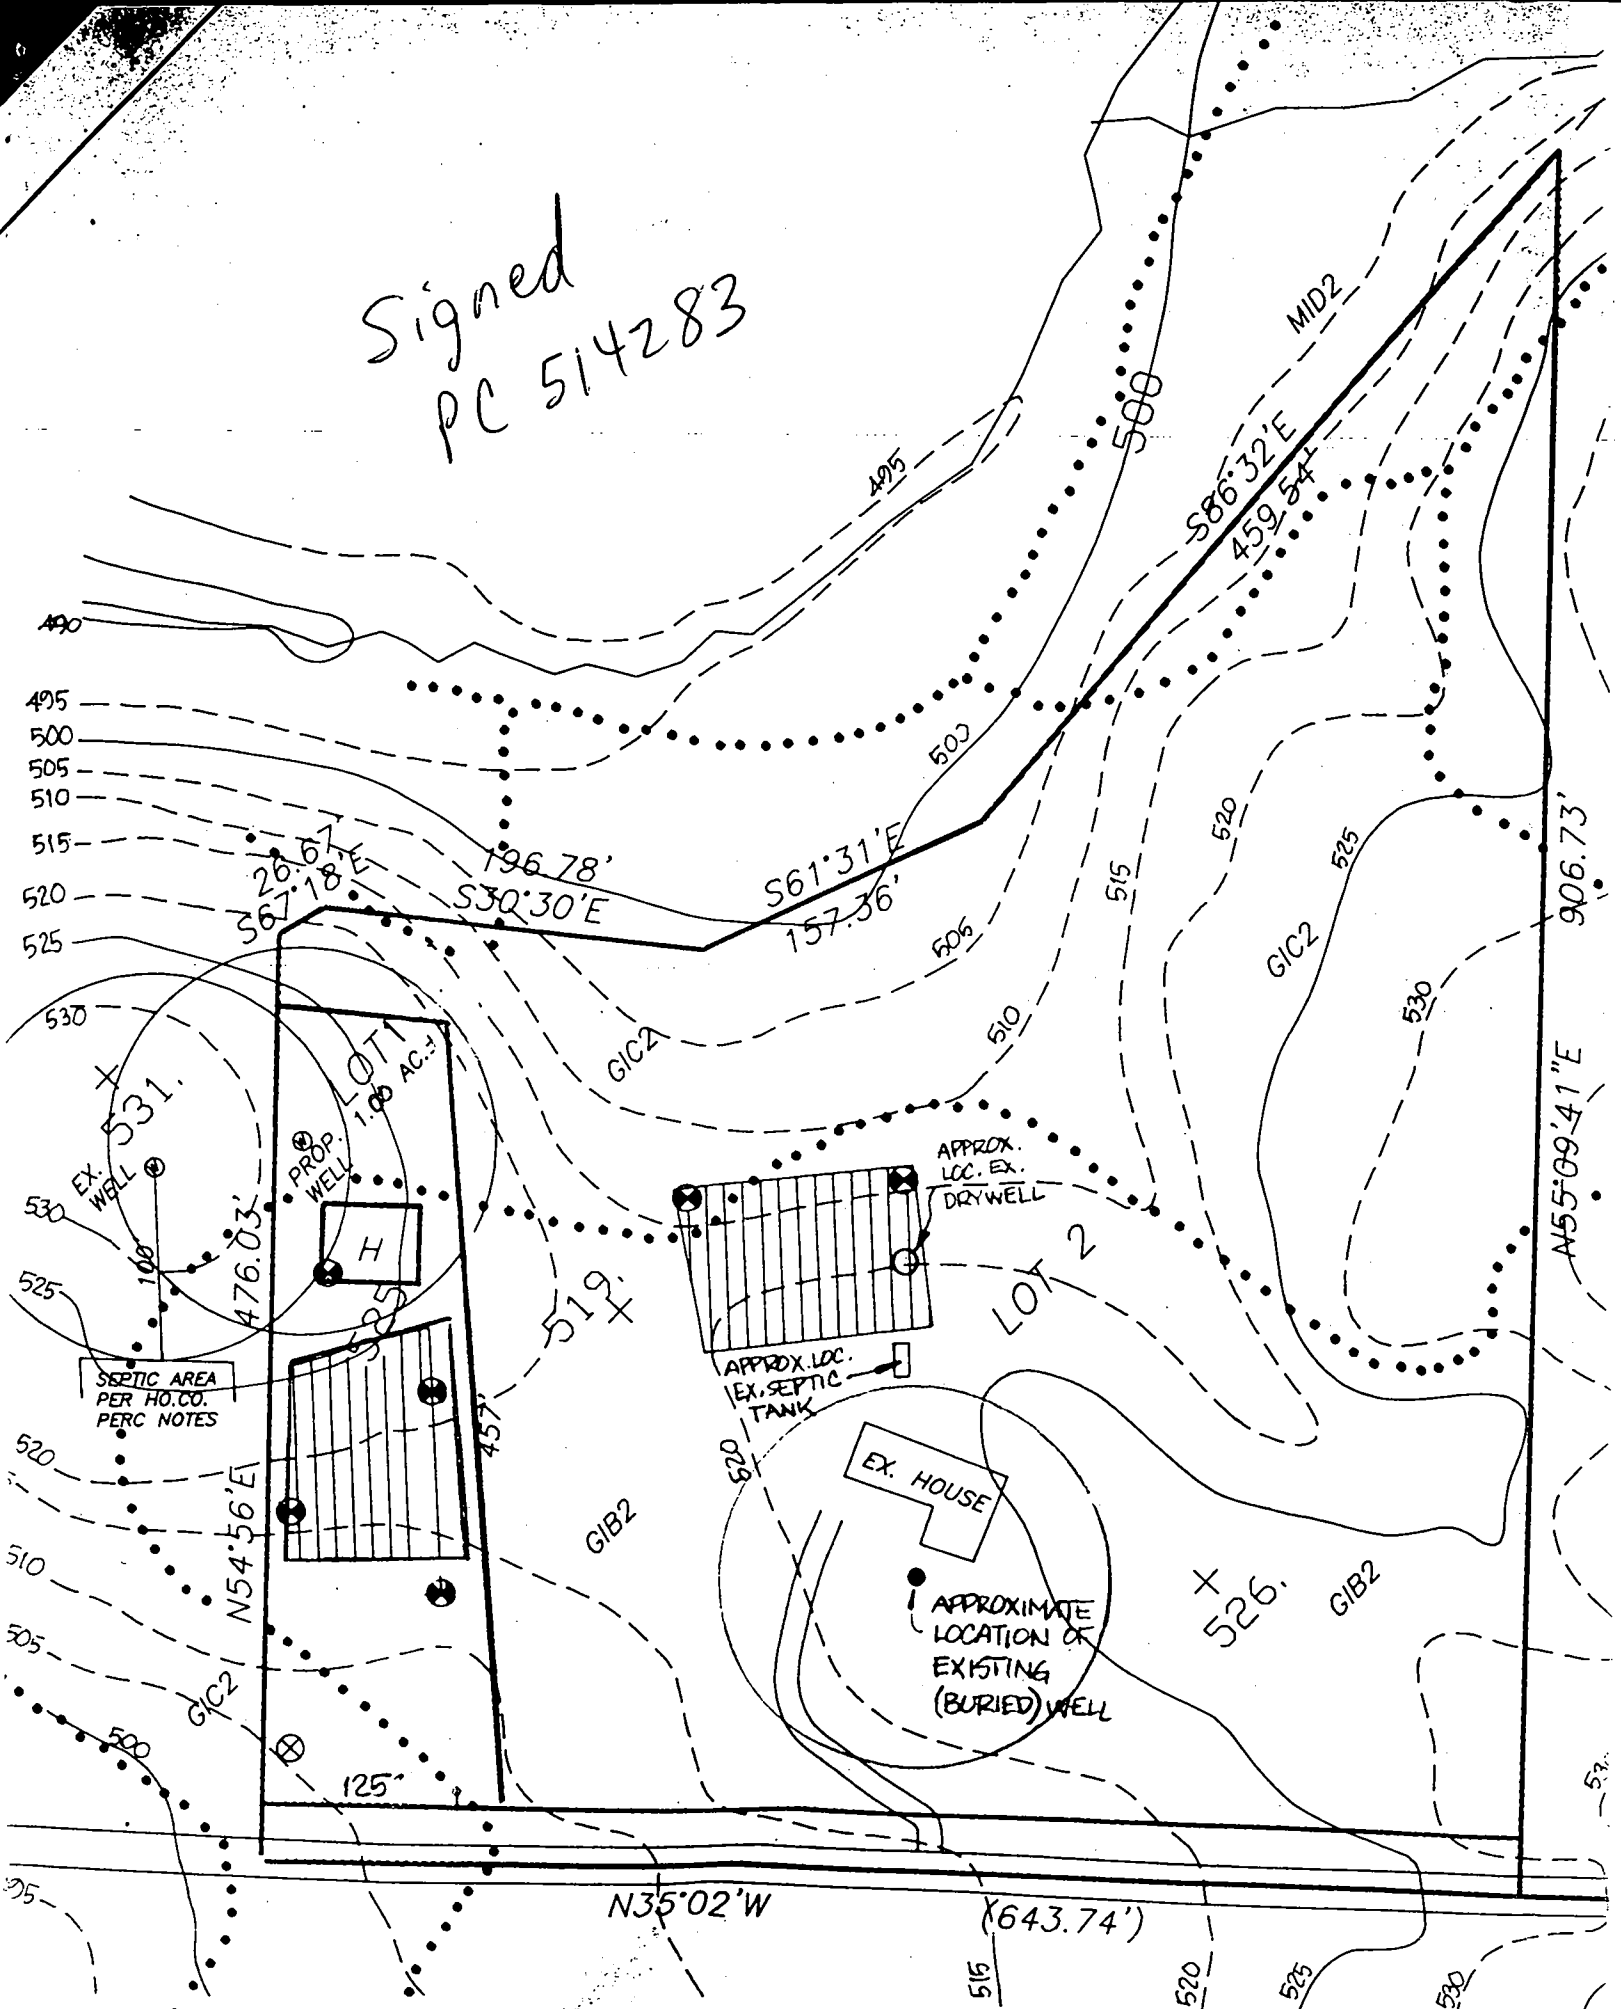 Signed
PC 514283
MID2
500
495
S86°32'E
459.54'
490
495
500
505
510
515
520
525
530
500
26.67'
S67°18'E
196.78'
S30°30'E
S61°31'E
157.36'
505
510
515
520
525
530
GIC2
906.73'
N55°09'41"E
GIC2
LOT 1
1.00 AC.±
531.
EX.
WELL
W
W
PROP.
WELL
530
525
100'
476.03'
H
525
519.
APPROX.
LOC. EX.
DRYWELL
LOT 2
SEPTIC AREA
PER HO.CO.
PERC NOTES
APPROX. LOC.
EX. SEPTIC
TANK
457'
520
520
N54°56'E
EX. HOUSE
GIB2
510
505
GIC2
500
APPROXIMATE
LOCATION OF
EXISTING
(BURIED) WELL
526.
GIB2
125'
N35°02'W
(643.74')
515
520
525
530